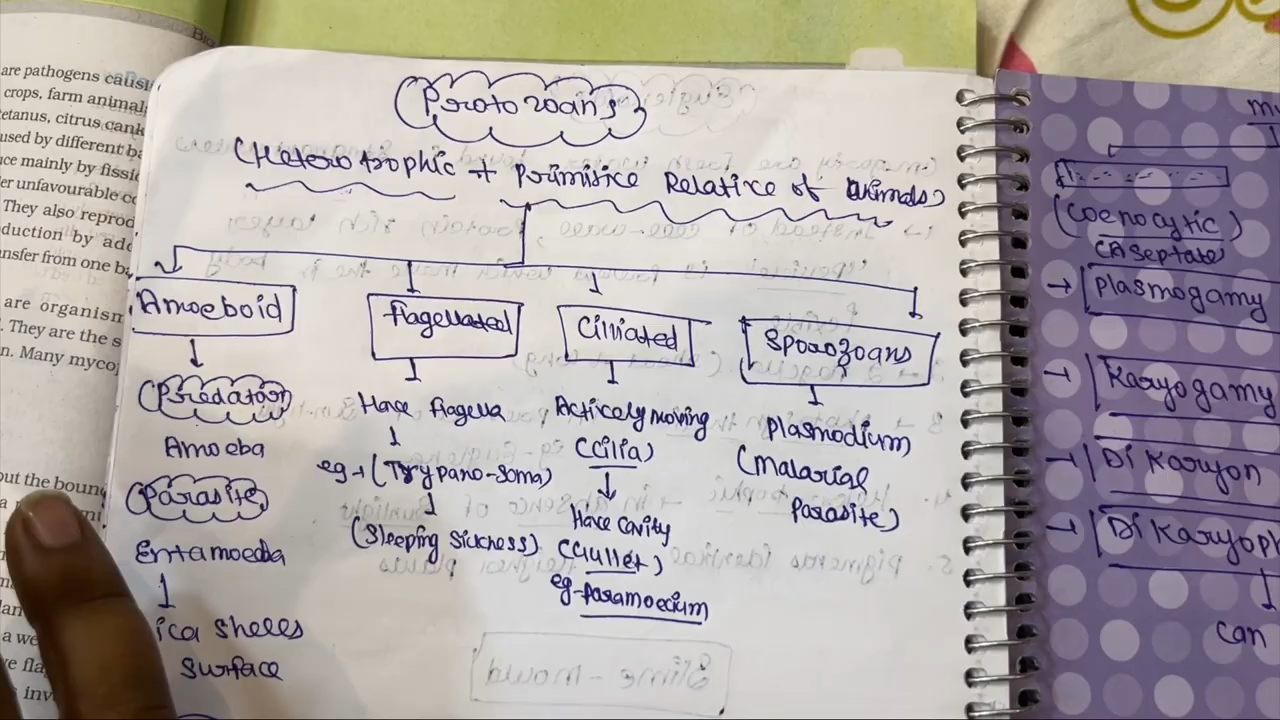 are pathogens causi
crops, farm animal
tetanus, citrus cank
used by different ba
ce mainly by fissio
er unfavourable co
They also reprod
duction by ado
nsfer from one ba
are organism
. They are the s
n. Many myco
out the bound
Protozoans
(Heterotrophic + Primitive Relative of Animals)
Amoeboid
flagellated
Ciliated
Sporozoans
Predator
Amoeba
Parasite
Entamoeba
ica Shells
Surface
Have flagella
eg → (Trypano-Soma)
(Sleeping Sickness)
Actively moving
(Cilia)
Have cavity
(Gullet)
eg-paramoecium
Plasmodium
(Malarial
Parasite)
(Coenocytic)
(ASeptate
→ Plasmogamy
→ Karyogamy
→ Dikaryon
→ Dikaryoph
can